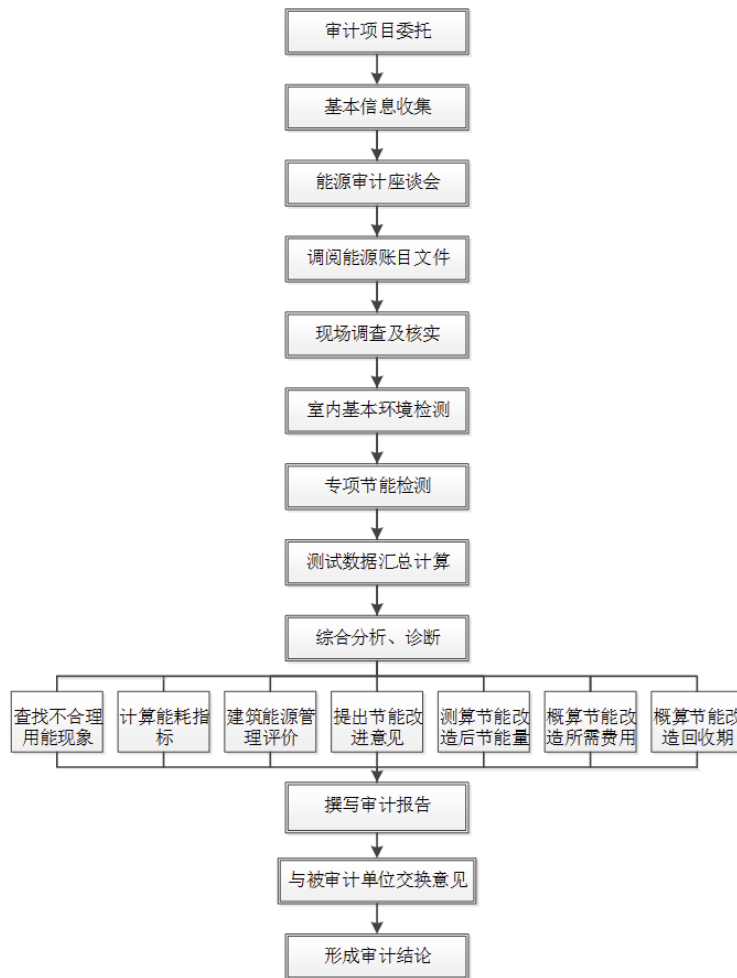 审计项目委托
基本信息收集
能源审计座谈会
调阅能源账目文件
现场调查及核实
室内基本环境检测
专项节能检测
测试数据汇总计算
综合分析、诊断
查找不合理
用能现象
计算能耗指
标
建筑能源管
理评价
提出节能改
进意见
测算节能改
造后节能量
概算节能改
造所需费用
概算节能改
造回收期
撰写审计报告
与被审计单位交换意见
形成审计结论